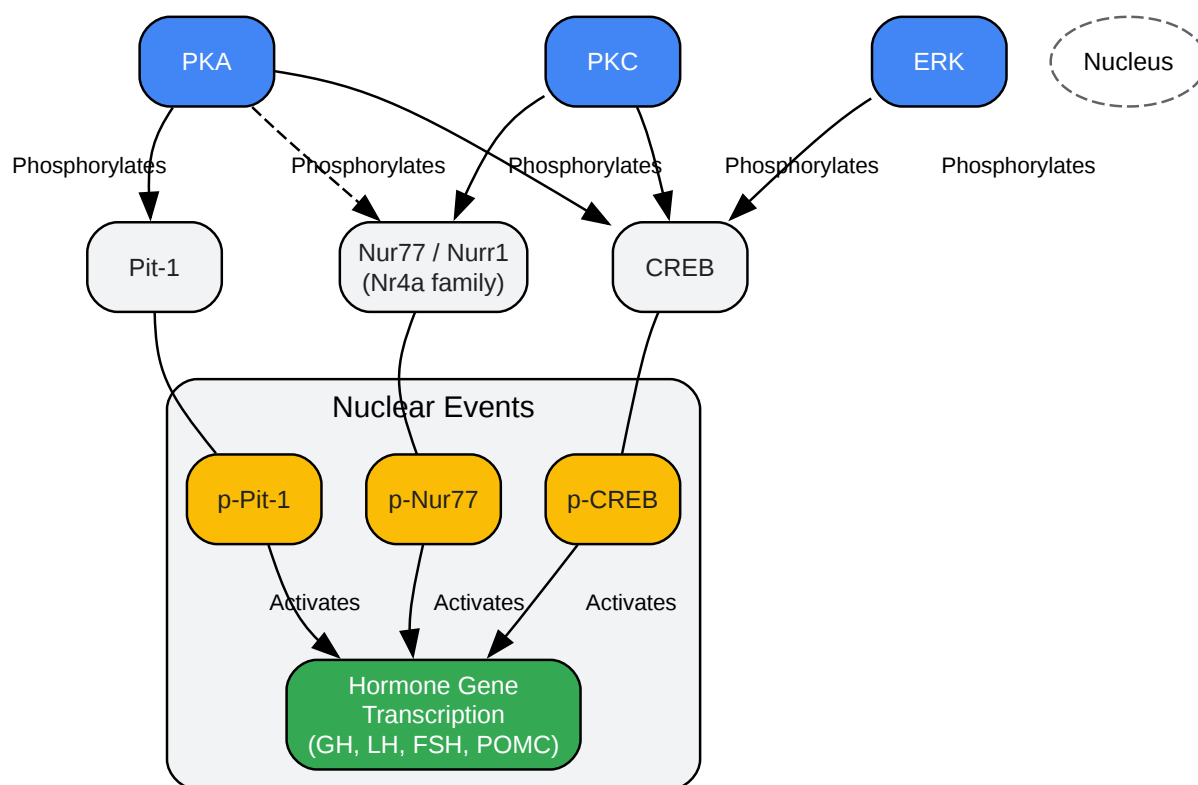 PKA
PKC
ERK
Nucleus
Phosphorylates
Phosphorylates
Phosphorylates
Phosphorylates
Phosphorylates
Pit-1
Nur77 / Nurr1
(Nr4a family)
CREB
Nuclear Events
p-Pit-1
p-Nur77
p-CREB
Activates
Activates
Activates
Hormone Gene
Transcription
(GH, LH, FSH, POMC)